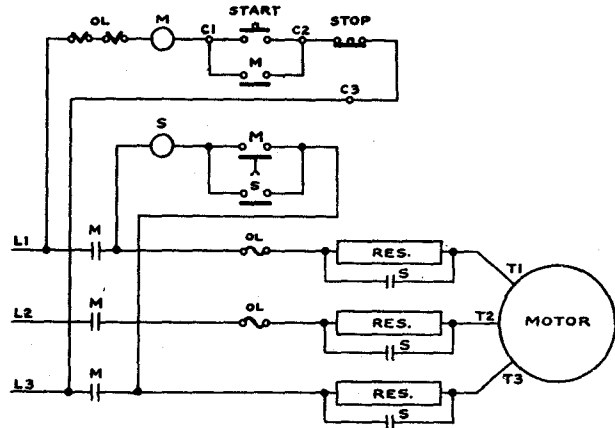 START
OL M C1 C2 STOP
M
C3
S
M
S
L1 M OL RES. T1
S
L2 M OL RES. T2 MOTOR
S
L3 M RES. T3
S